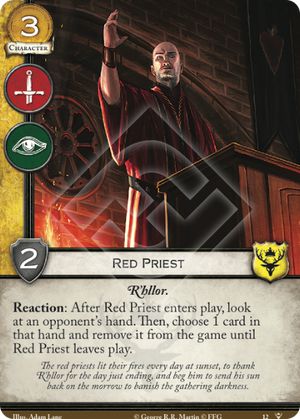 3
CHARACTER
2
RED PRIEST
R'hllor.
Reaction: After Red Priest enters play, look
at an opponent's hand. Then, choose 1 card in
that hand and remove it from the game until
Red Priest leaves play.
The red priests lit their fires every day at sunset, to thank
R'hllor for the day just ending, and beg him to send his sun
back on the morrow to banish the gathering darkness.
Illus. Adam Lane
© George R.R. Martin © FFG
12